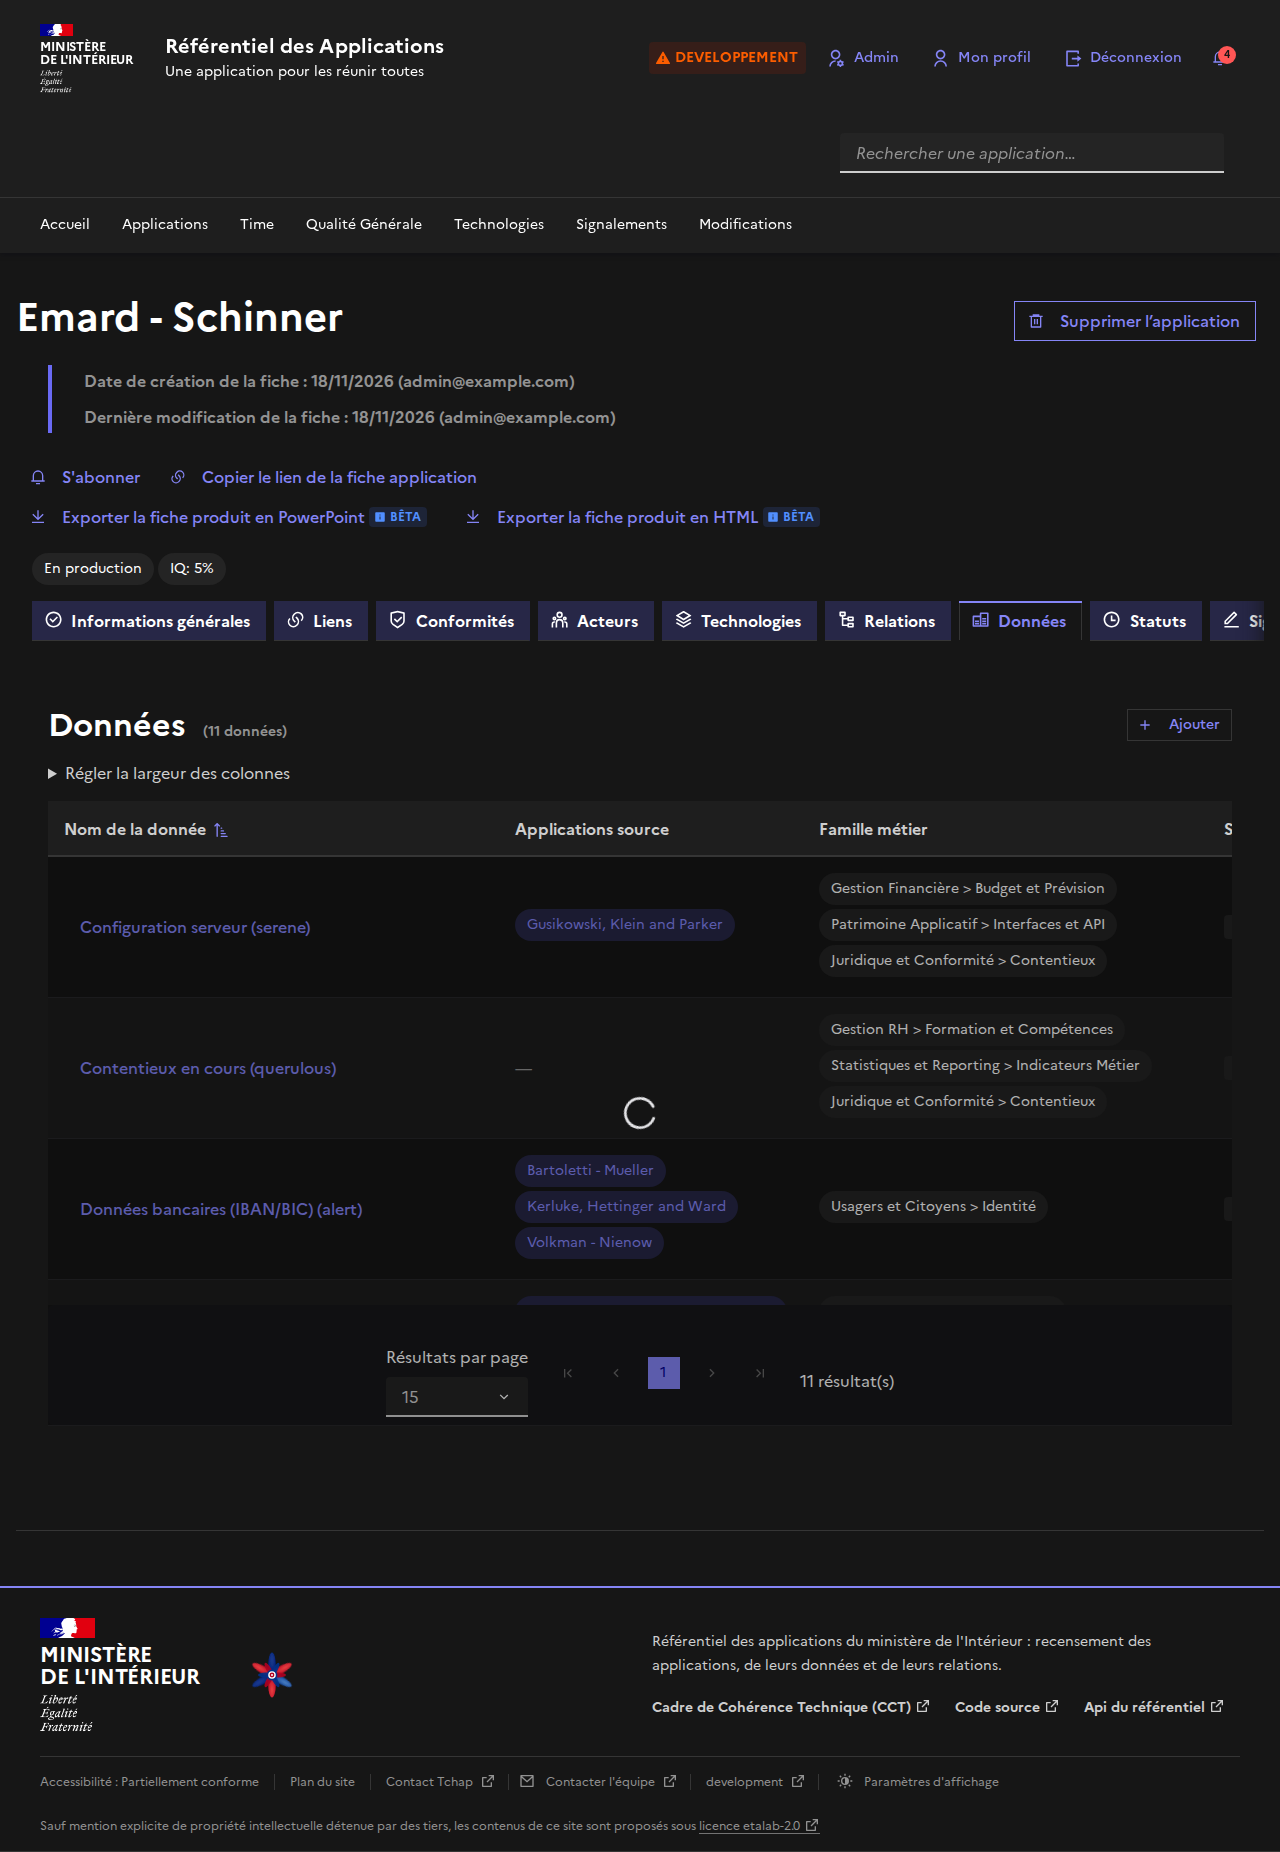 MINISTÈRE
DE L'INTÉRIEUR
Liberté
Égalité
Fraternité
Référentiel des Applications
Une application pour les réunir toutes
DEVELOPPEMENT
Admin
Mon profil
Déconnexion
4
Rechercher une application…
Accueil
Applications
Time
Qualité Générale
Technologies
Signalements
Modifications
Emard - Schinner
Supprimer l’application
Date de création de la fiche : 18/11/2026 (admin@example.com)
Dernière modification de la fiche : 18/11/2026 (admin@example.com)
S'abonner
Copier le lien de la fiche application
Exporter la fiche produit en PowerPoint
BÊTA
Exporter la fiche produit en HTML
BÊTA
En production
IQ: 5%
Informations générales
Liens
Conformités
Acteurs
Technologies
Relations
Données
Statuts
Données
(11 données)
Ajouter
Régler la largeur des colonnes
Nom de la donnée
Applications source
Famille métier
Configuration serveur (serene)
Gusikowski, Klein and Parker
Gestion Financière > Budget et Prévision
Patrimoine Applicatif > Interfaces et API
Juridique et Conformité > Contentieux
Contentieux en cours (querulous)
—
Gestion RH > Formation et Compétences
Statistiques et Reporting > Indicateurs Métier
Juridique et Conformité > Contentieux
Données bancaires (IBAN/BIC) (alert)
Bartoletti - Mueller
Kerluke, Hettinger and Ward
Volkman - Nienow
Usagers et Citoyens > Identité
Résultats par page
15
1
11 résultat(s)
MINISTÈRE
DE L'INTÉRIEUR
Liberté
Égalité
Fraternité
Référentiel des applications du ministère de l'Intérieur : recensement des
applications, de leurs données et de leurs relations.
Cadre de Cohérence Technique (CCT)
Code source
Api du référentiel
Accessibilité : Partiellement conforme
Plan du site
Contact Tchap
Contacter l'équipe
development
Paramètres d'affichage
Sauf mention explicite de propriété intellectuelle détenue par des tiers, les contenus de ce site sont proposés sous licence etalab-2.0